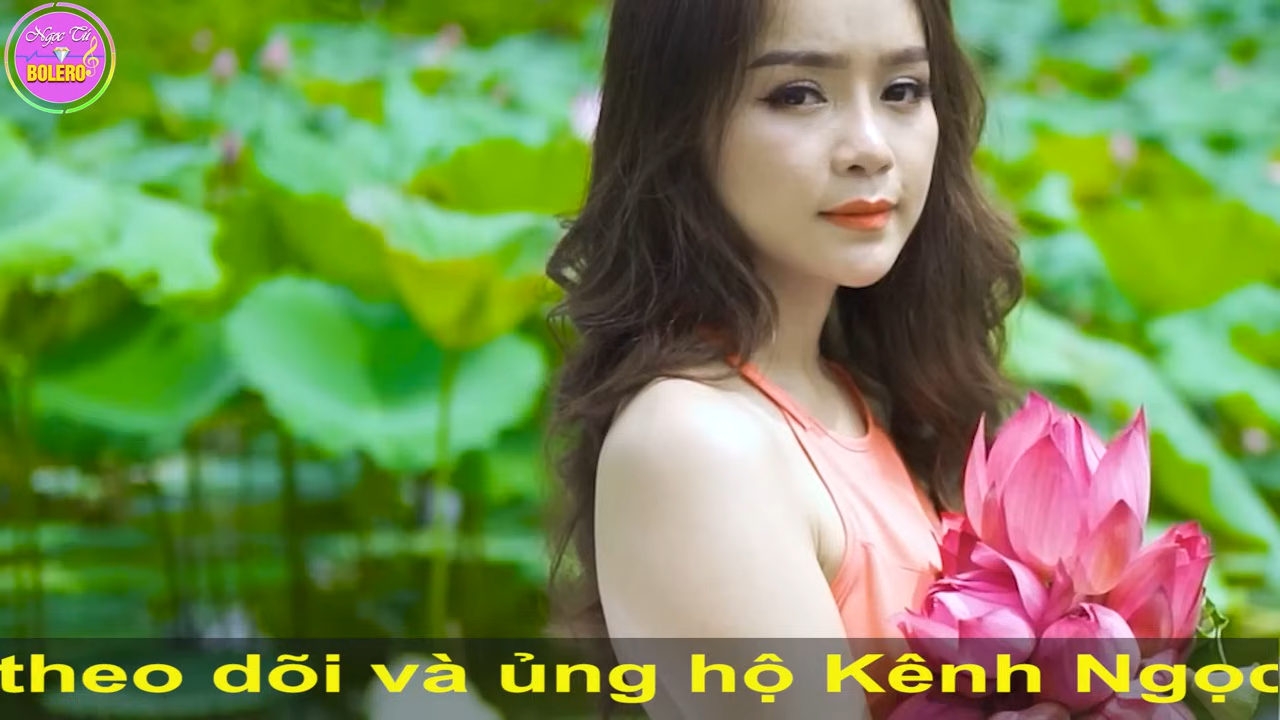 Ngọc Tú
BOLERO
theo dõi và ủng hộ Kênh Ngọc